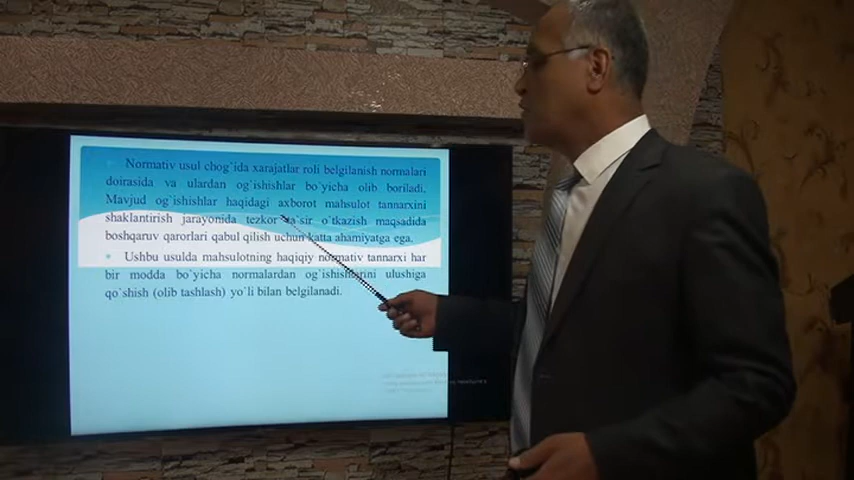 Normativ usul chog`ida xarajatlar roli belgilanish normalari
doirasida va ulardan og`ishishlar bo`yicha olib boriladi.
Mavjud og`ishishlar haqidagi axborot mahsulot tannarxini
shaklantirish jarayonida tezkor ta`sir o`tkazish maqsadida
boshqaruv qarorlari qabul qilish uchun katta ahamiyatga ega.
Ushbu usulda mahsulotning haqiqiy normativ tannarxi har
bir modda bo`yicha normalardan og`ishishlarini ulushiga
qo`shish (olib tashlash) yo`li bilan belgilanadi.